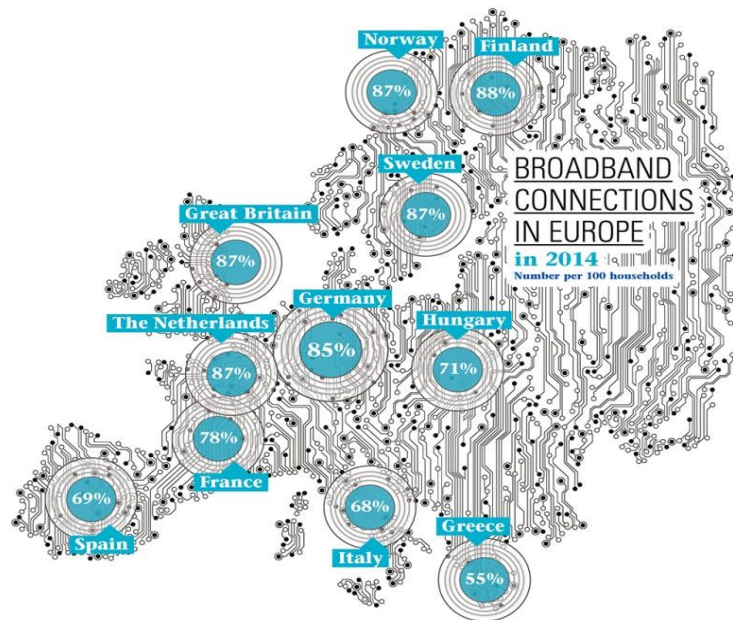 Norway
87%
Finland
88%
Sweden
87%
BROADBAND
CONNECTIONS
IN EUROPE
in 2014
Number per 100 households
Great Britain
87%
Germany
85%
The Netherlands
87%
Hungary
71%
78%
France
69%
Spain
68%
Italy
Greece
55%